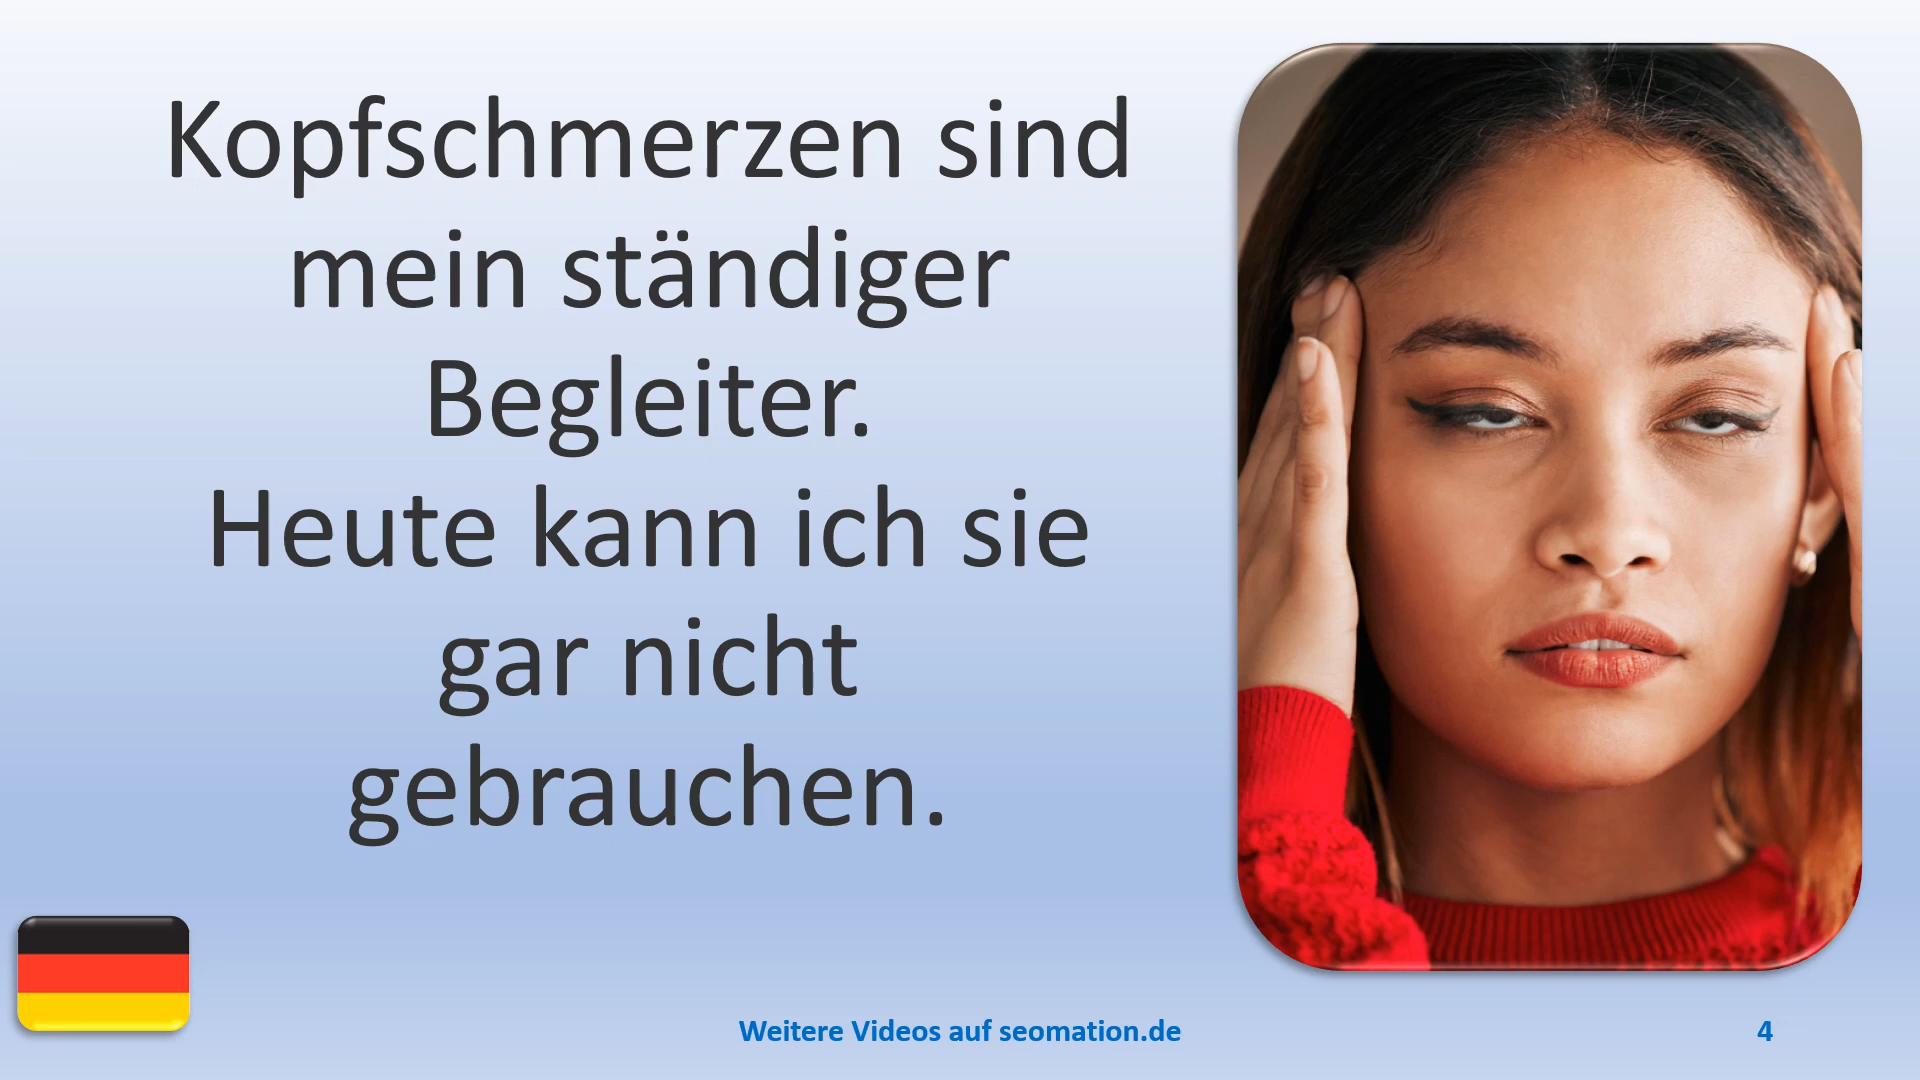 Kopfschmerzen sind
mein ständiger
Begleiter.
Heute kann ich sie
gar nicht
gebrauchen.
Weitere Videos auf seomation.de
4